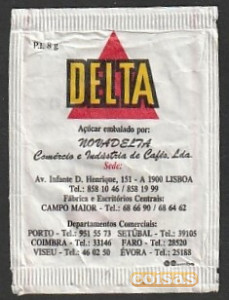 P.L. 8 g
DELTA
Açúcar embalado por:
NOVADELTA
Comércio e Indústria de Cafés, Lda.
Sede:
Av. Infante D. Henrique, 151 - A 1900 LISBOA
Tel.: 858 10 46 / 858 19 99
Fábrica e Escritórios Centrais:
CAMPO MAIOR - Tel.: 68 66 90 / 68 64 62
Departamentos Comerciais:
PORTO - Tel.: 951 55 73 SETÚBAL - Tel.: 39105
COIMBRA - Tel.: 33146 FARO - Tel.: 28520
VISEU - Tel.: 46 02 50 ÉVORA - Tel.: 25188
coisas